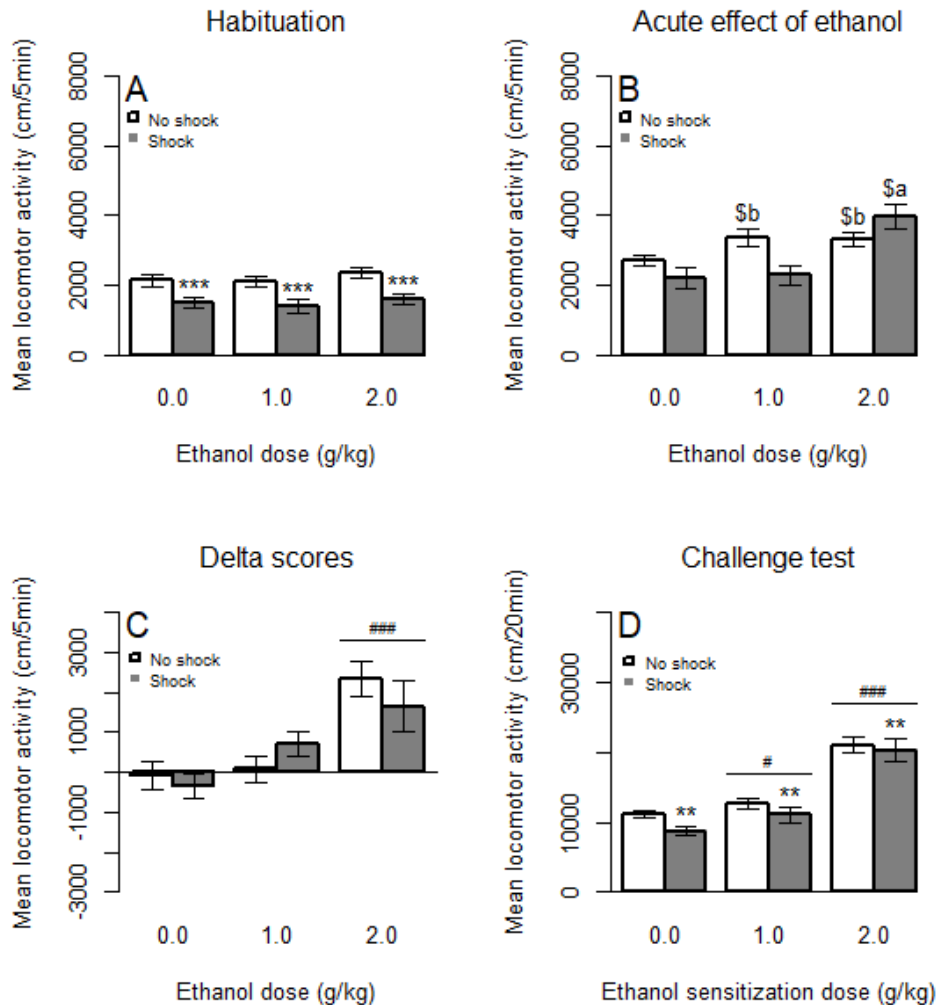 Habituation
Mean locomotor activity (cm/5min)
8000
6000
4000
2000
0
A
No shock
Shock
*** *** ***
0.0 1.0 2.0
Ethanol dose (g/kg)
Acute effect of ethanol
Mean locomotor activity (cm/5min)
8000
6000
4000
2000
0
B
No shock
Shock
$b $b $a
0.0 1.0 2.0
Ethanol dose (g/kg)
Delta scores
Mean locomotor activity (cm/5min)
3000
1000
-1000
-3000
C
No shock
Shock
###
0.0 1.0 2.0
Ethanol dose (g/kg)
Challenge test
Mean locomotor activity (cm/20min)
30000
10000
0
D
No shock
Shock
# ###
** ** **
0.0 1.0 2.0
Ethanol sensitization dose (g/kg)